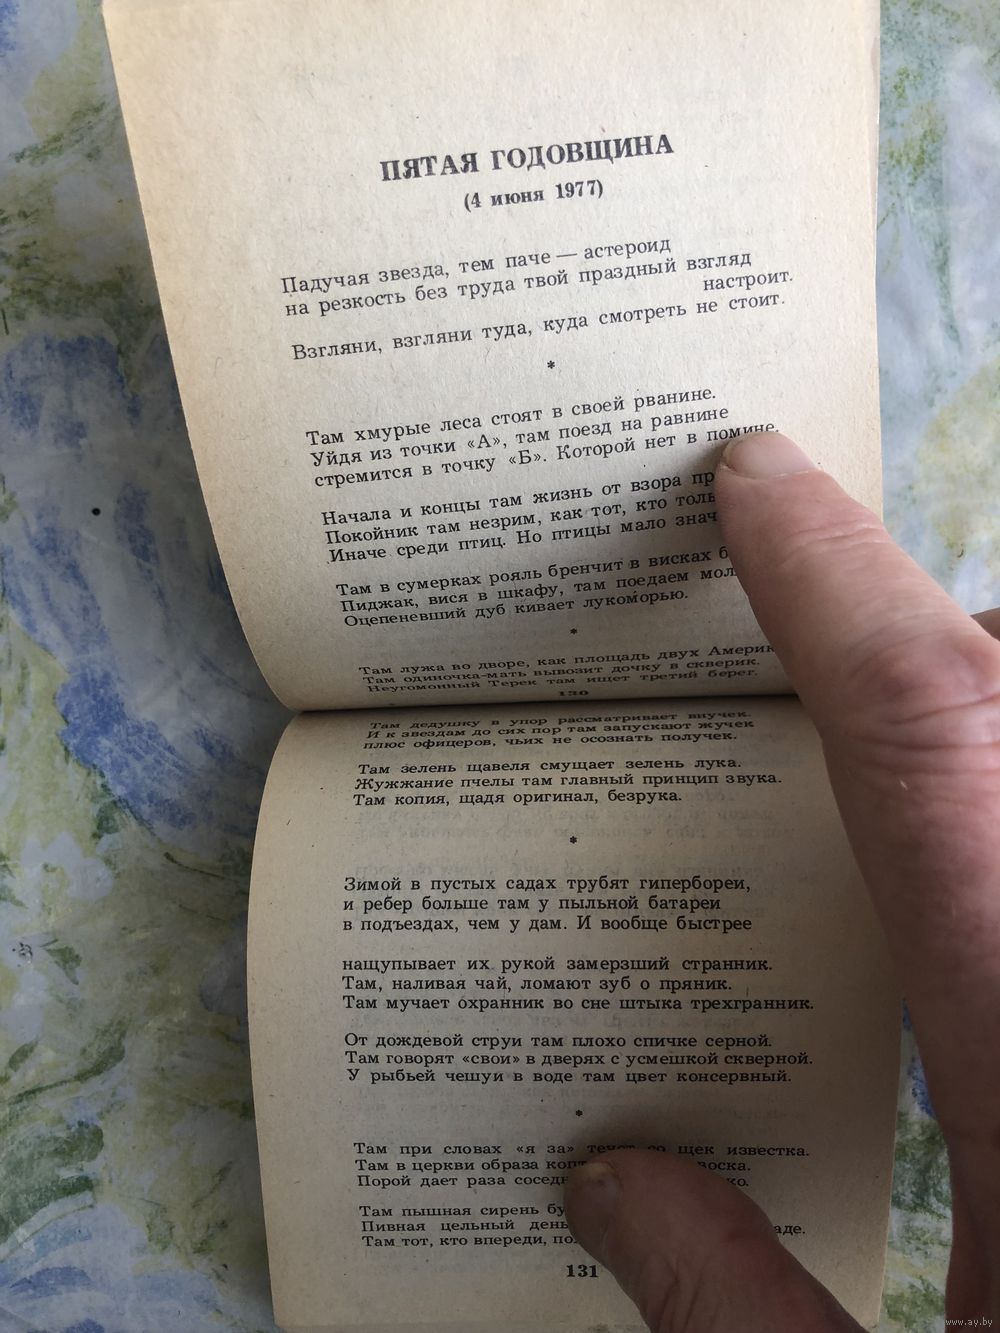 ПЯТАЯ ГОДОВЩИНА
(4 июня 1977)
Падучая звезда, тем паче — астероид
на резкость без труда твой праздный взгляд
настроит.
Взгляни, взгляни туда, куда смотреть не стоит.
*
Там хмурые леса стоят в своей рванине.
Уйдя из точки «А», там поезд на равнине
стремится в точку «Б». Которой нет в помине.
Начала и концы там жизнь от взора
Покойник там незрим, как тот, кто
Иначе среди птиц. Но птицы мало
Там в сумерках рояль бренчит в висках
Пиджак, вися в шкафу, там поедаем
Оцепеневший дуб кивает лукоморью.
*
Там лужа во дворе, как площадь двух Америк
Там одиночка-мать вывозит дочку в скверик.
Неугомонный Терек там ищет третий берег.
130
Там дедушку в упор рассматривает внучек.
И к звездам до сих пор там запускают жучек
плюс офицеров, чьих не осознать получек.
Там зелень щавеля смущает зелень лука.
Жужжание пчелы там главный принцип звука.
Там копия, щадя оригинал, безрука.
*
Зимой в пустых садах трубят гипербореи,
и ребер больше там у пыльной батареи
в подъездах, чем у дам. И вообще быстрее
нащупывает их рукой замерзший странник.
Там, наливая чай, ломают зуб о пряник.
Там мучает охранник во сне штыка трехгранник.
От дождевой струи там плохо спичке серной.
Там говорят «свои» в дверях с усмешкой скверной.
У рыбьей чешуи в воде там цвет консервный.
*
Там при словах «я за» течет со щек известка.
Там в церкви образа воска.
Порой дает раза
Там пышная сирень
Пивная цельный день
Там тот, кто впереди,
131
www.ay.by